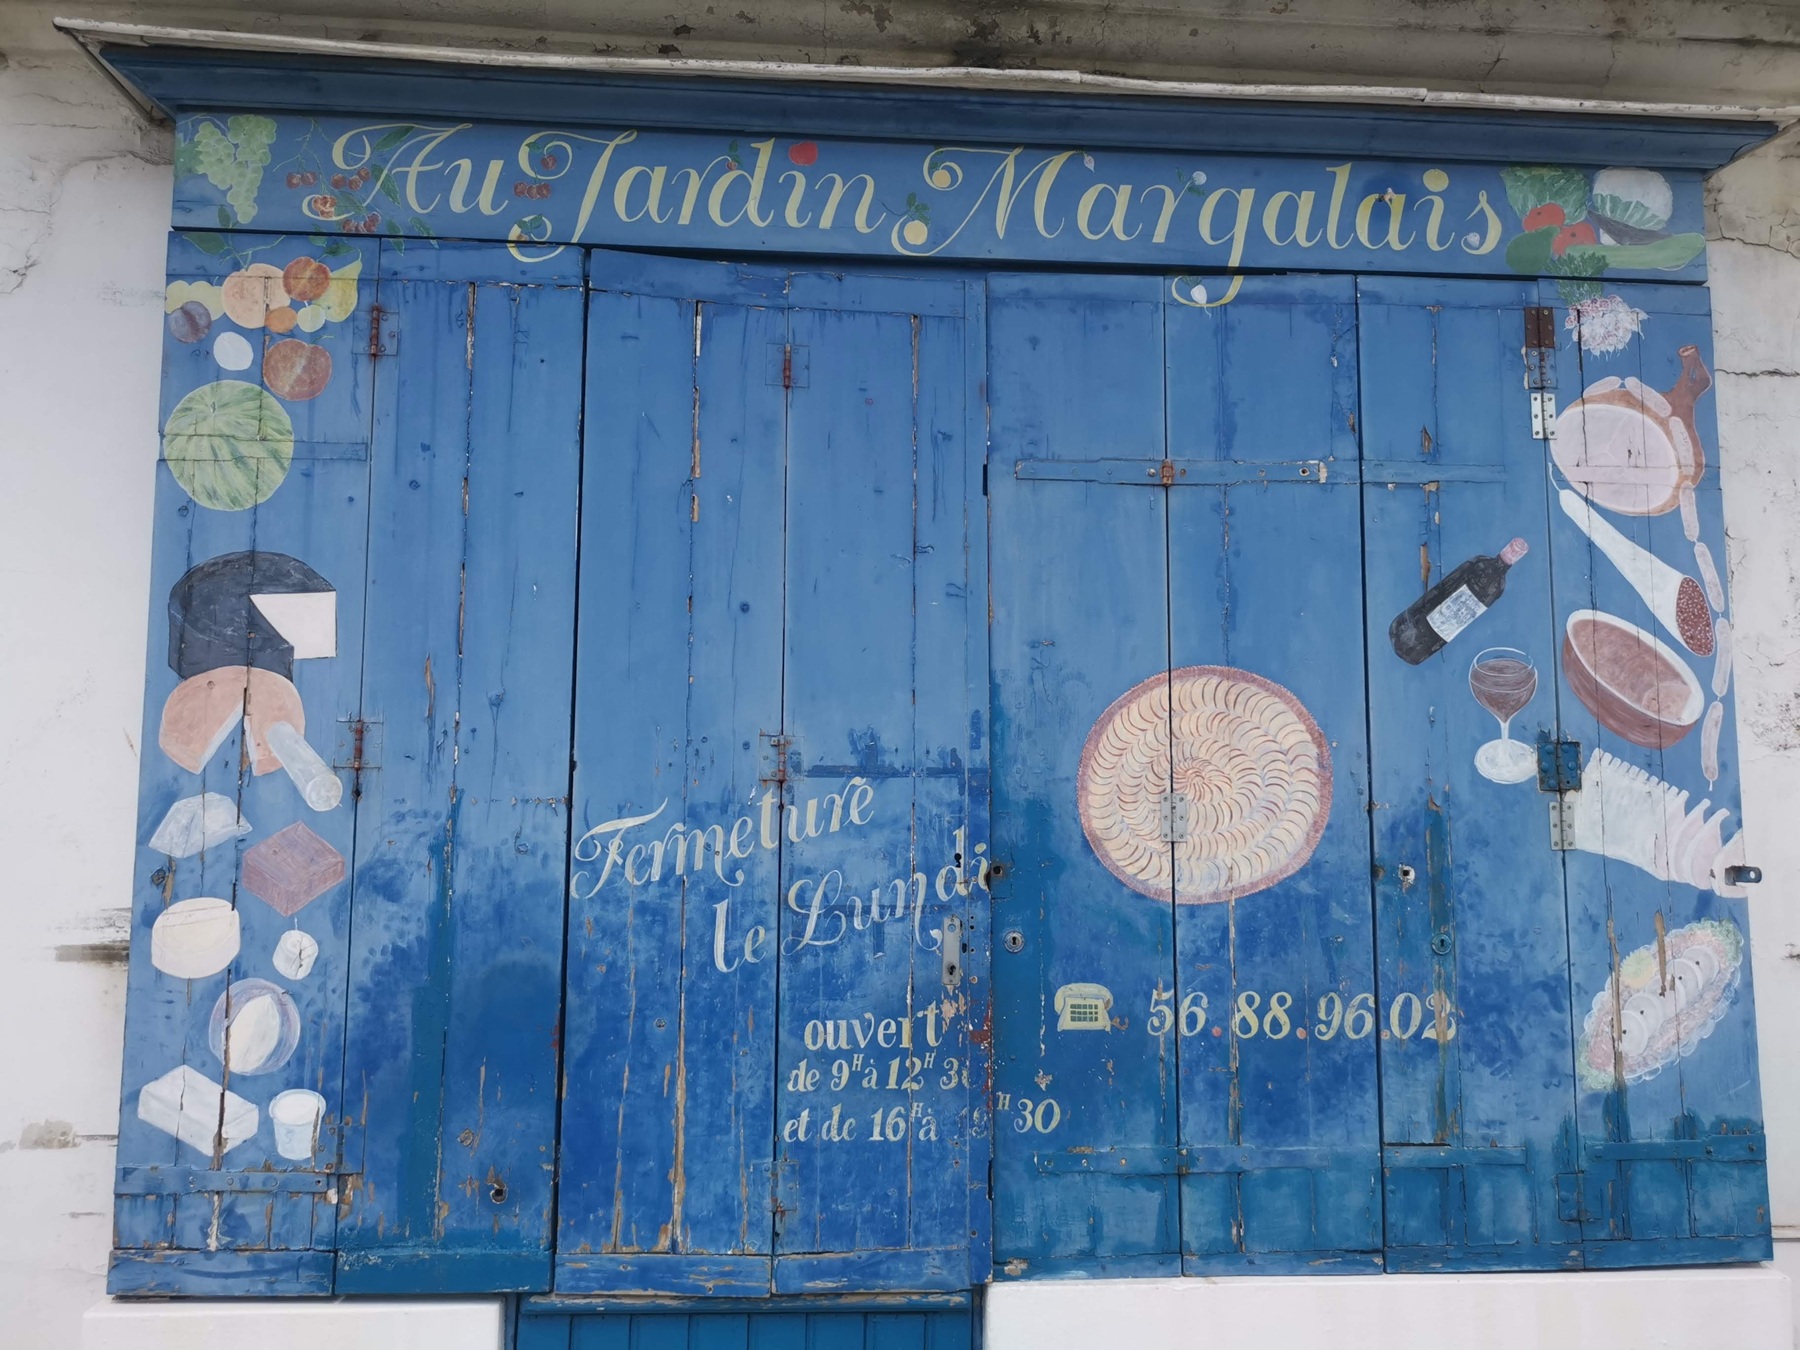 Au Jardin Margalais
Fermeture
le Lundi
ouvert
de 9H à 12H 30
et de 16H à 19H 30
56.88.96.02